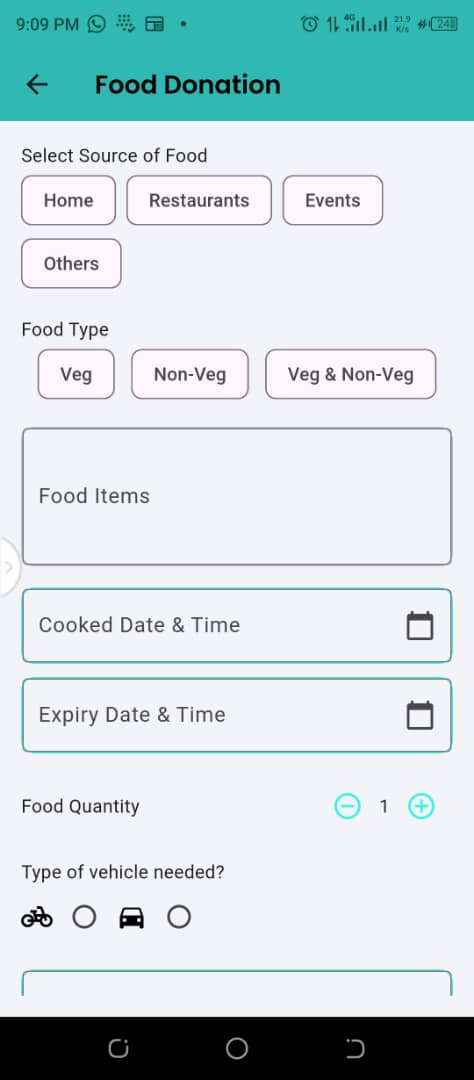 9:09 PM 4G 21.9 K/s 248
Food Donation
Select Source of Food
Home Restaurants Events
Others
Food Type
Veg Non-Veg Veg & Non-Veg
Food Items
Cooked Date & Time
Expiry Date & Time
Food Quantity 1
Type of vehicle needed?